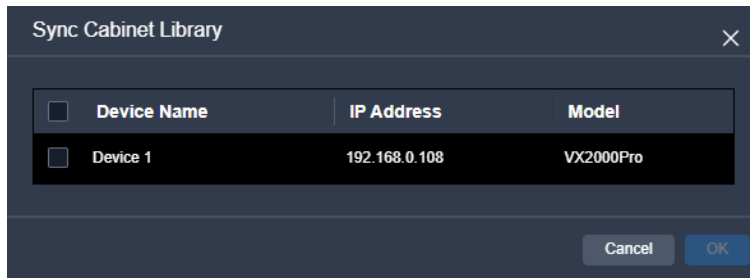 Sync Cabinet Library
Device Name IP Address Model
Device 1 192.168.0.108 VX2000Pro
Cancel OK